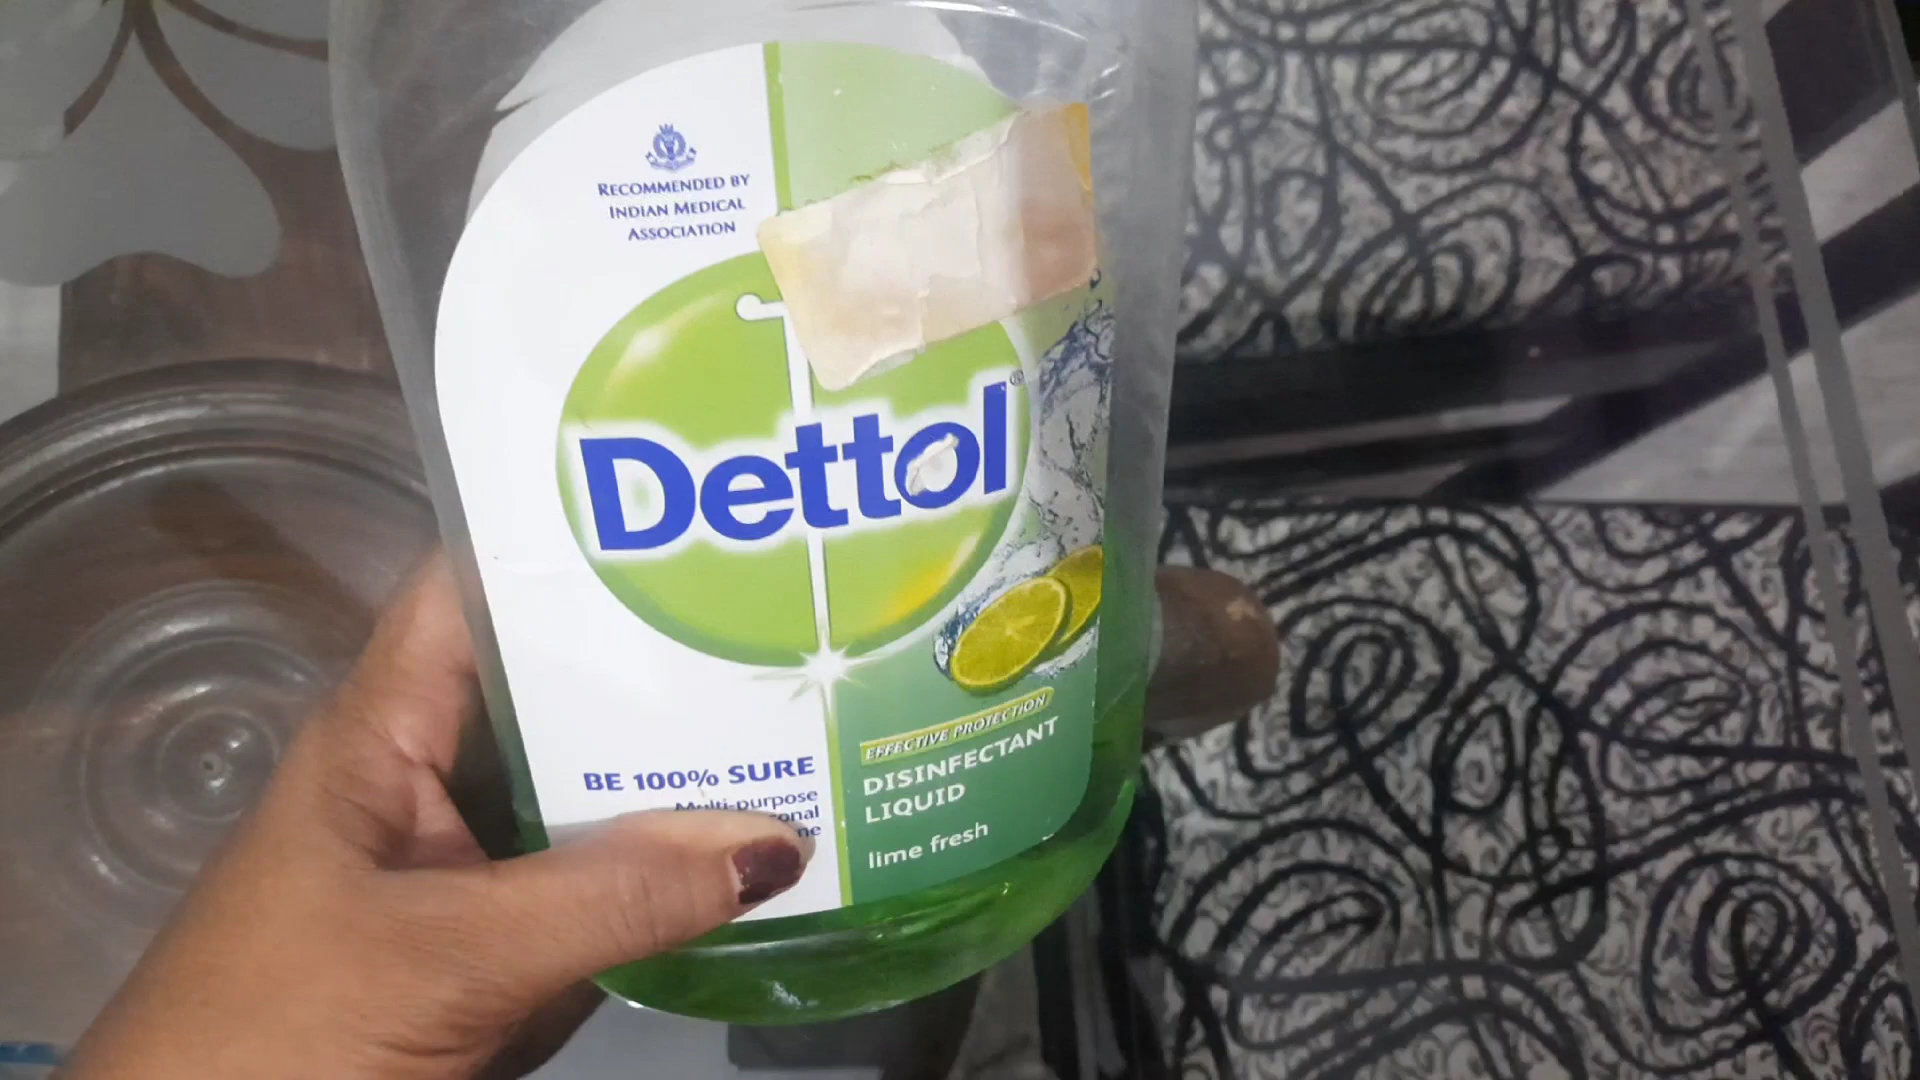 RECOMMENDED BY
INDIAN MEDICAL
ASSOCIATION
Dettol®
BE 100% SURE
Multi-purpose
EFFECTIVE PROTECTION
DISINFECTANT
LIQUID
lime fresh